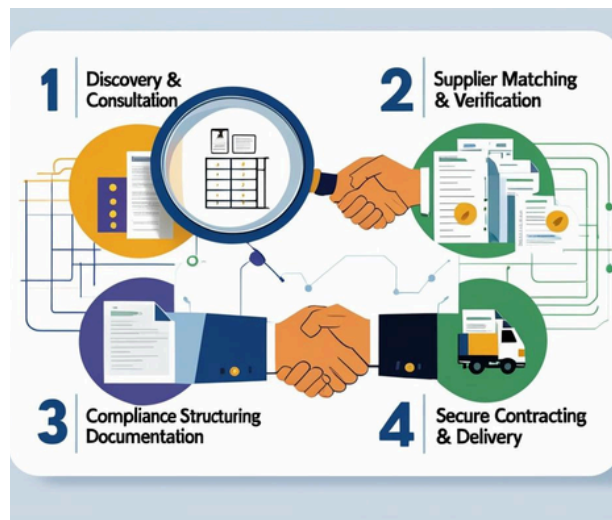 1
Discovery &
Consultation
2
Supplier Matching
& Verification
3
Compliance Structuring
Documentation
4
Secure Contracting
& Delivery